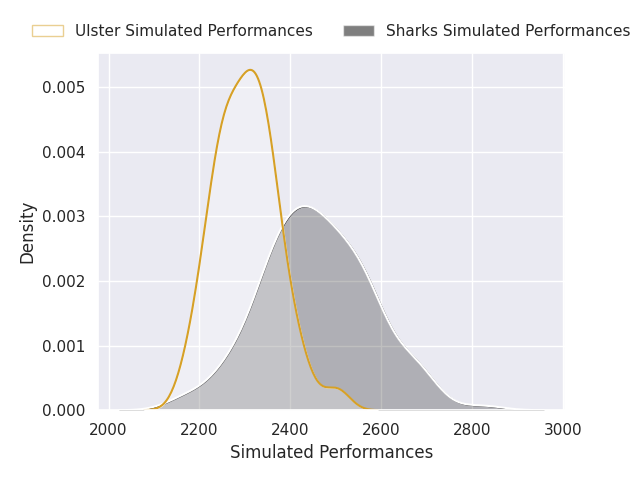 Ulster Simulated Performances Sharks Simulated Performances
0.005
0.004
0.003
0.002
0.001
0.000
Density
2000 2200 2400 2600 2800 3000
Simulated Performances